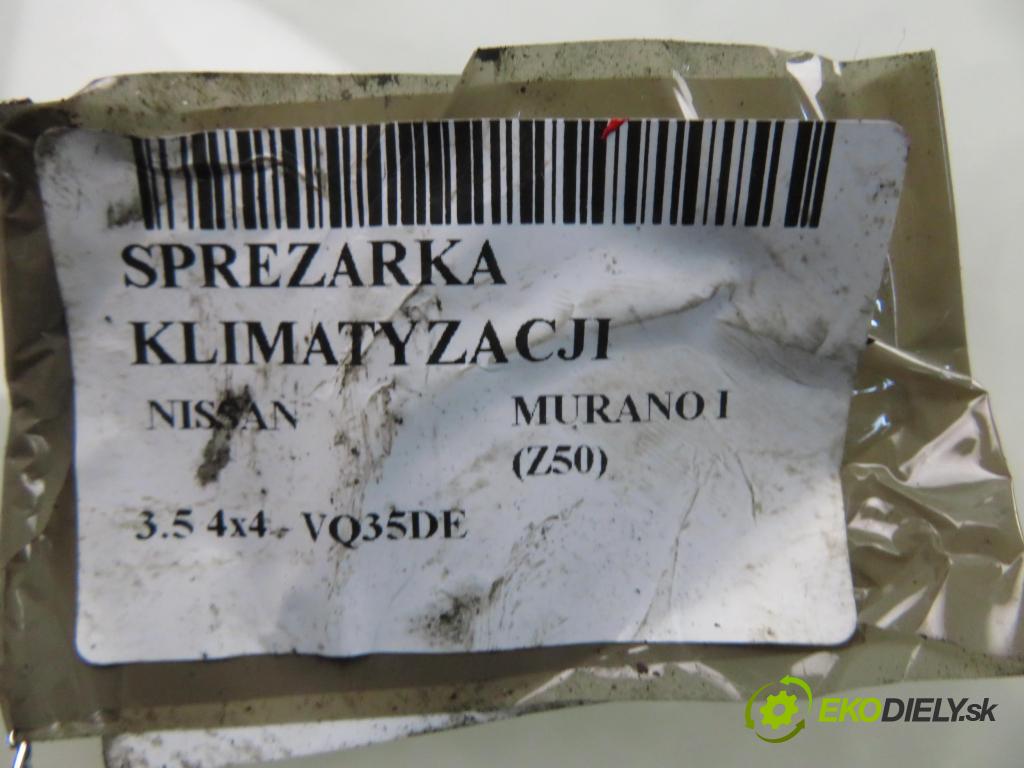 SPREZARKA
KLIMATYZACJI
NISSAN MURANO I
(Z50)
3.5 4x4 - VQ35DE
EKODIELY.sk